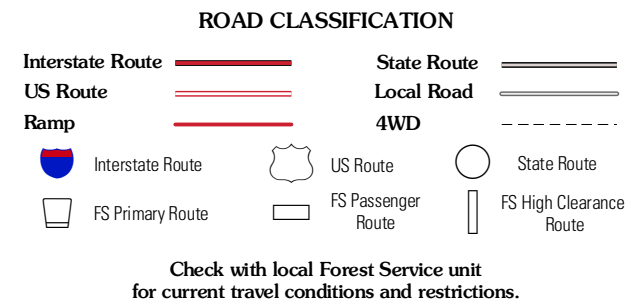 ROAD CLASSIFICATION
Interstate Route
State Route
US Route
Local Road
Ramp
4WD
Interstate Route
US Route
State Route
FS Primary Route
FS Passenger
Route
FS High Clearance
Route
Check with local Forest Service unit
for current travel conditions and restrictions.